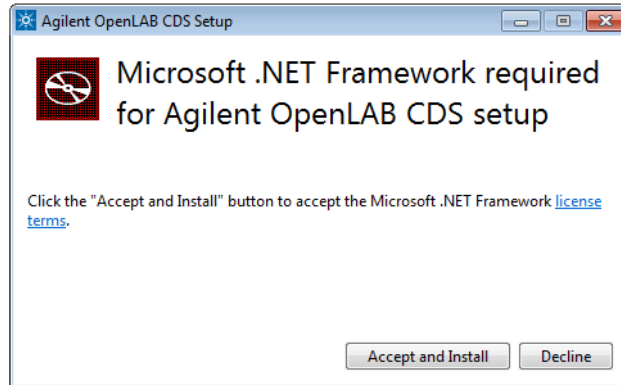 Agilent OpenLAB CDS Setup
Microsoft .NET Framework required
for Agilent OpenLAB CDS setup
Click the "Accept and Install" button to accept the Microsoft .NET Framework license
terms.
Accept and Install Decline